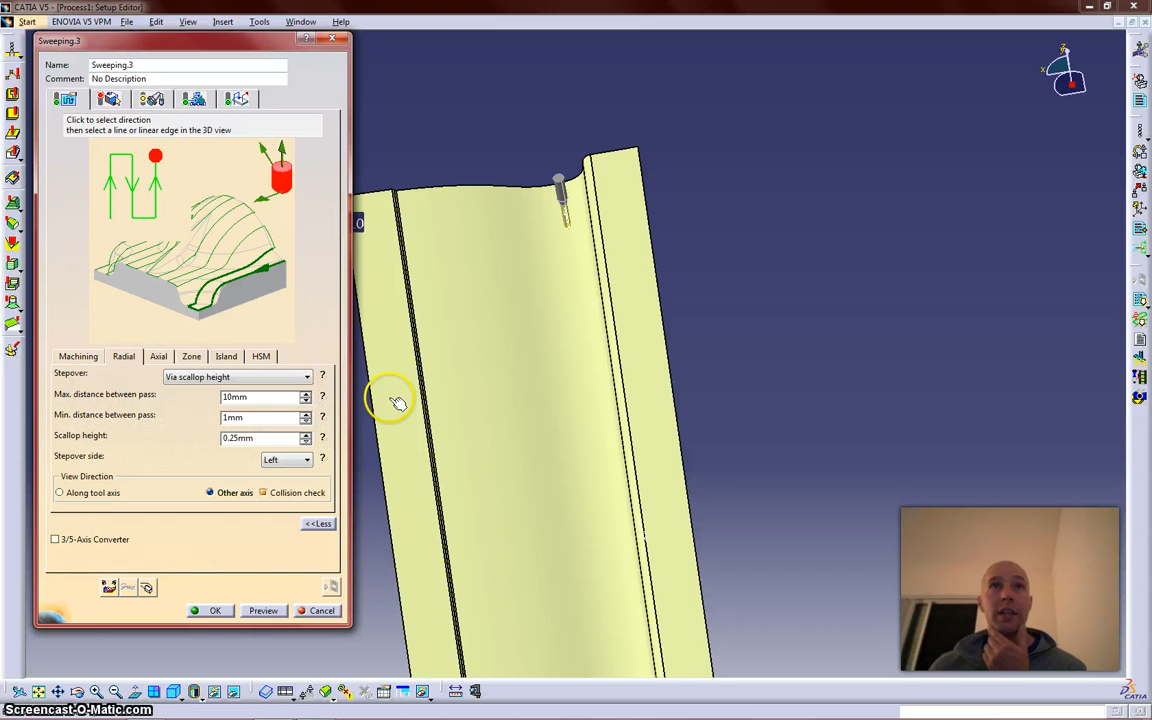 CATIA V5 - [Process1: Setup Editor]
Start ENOVIA V5 VPM File Edit View Insert Tools Window Help
Sweeping.3 ?
Name: Sweeping.3
Comment: No Description
Click to select direction
then select a line or linear edge in the 3D view
.0
Machining Radial Axial Zone Island HSM
Stepover: Via scallop height ?
Max. distance between pass: 10mm ?
Min. distance between pass: 1mm ?
Scallop height: 0.25mm ?
Stepover side: Left ?
View Direction
Along tool axis Other axis Collision check
<<Less
3/5-Axis Converter
OK Preview Cancel
x
z
Screencast-O-Matic.com